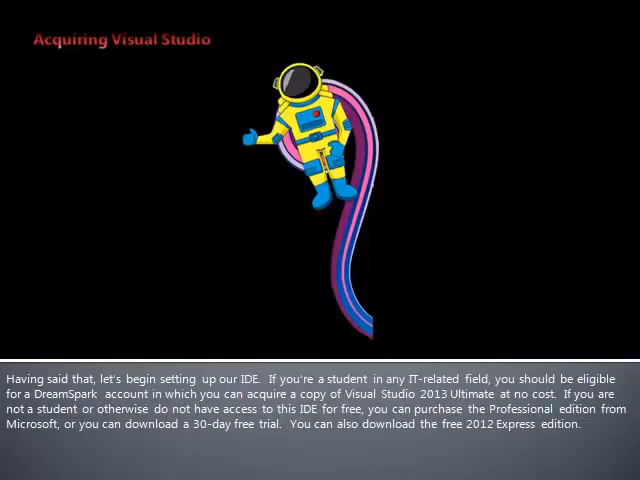 Acquiring Visual Studio
Having said that, let's begin setting up our IDE. If you're a student in any IT-related field, you should be eligible
for a DreamSpark account in which you can acquire a copy of Visual Studio 2013 Ultimate at no cost. If you are
not a student or otherwise do not have access to this IDE for free, you can purchase the Professional edition from
Microsoft, or you can download a 30-day free trial. You can also download the free 2012 Express edition.